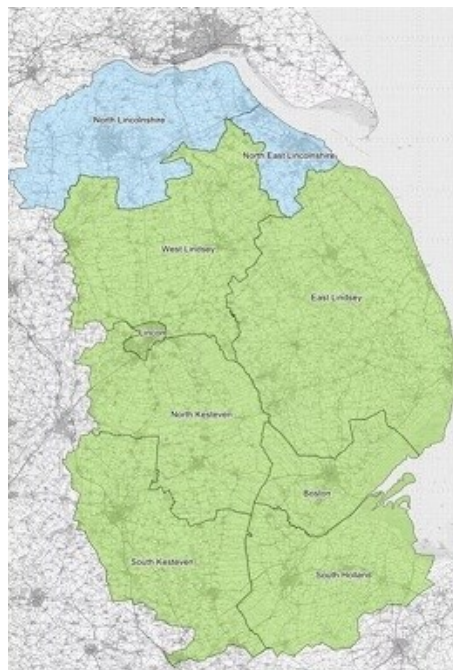 North Lincolnshire
North East Lincolnshire
West Lindsey
East Lindsey
Lincoln
North Kesteven
Boston
South Kesteven
South Holland